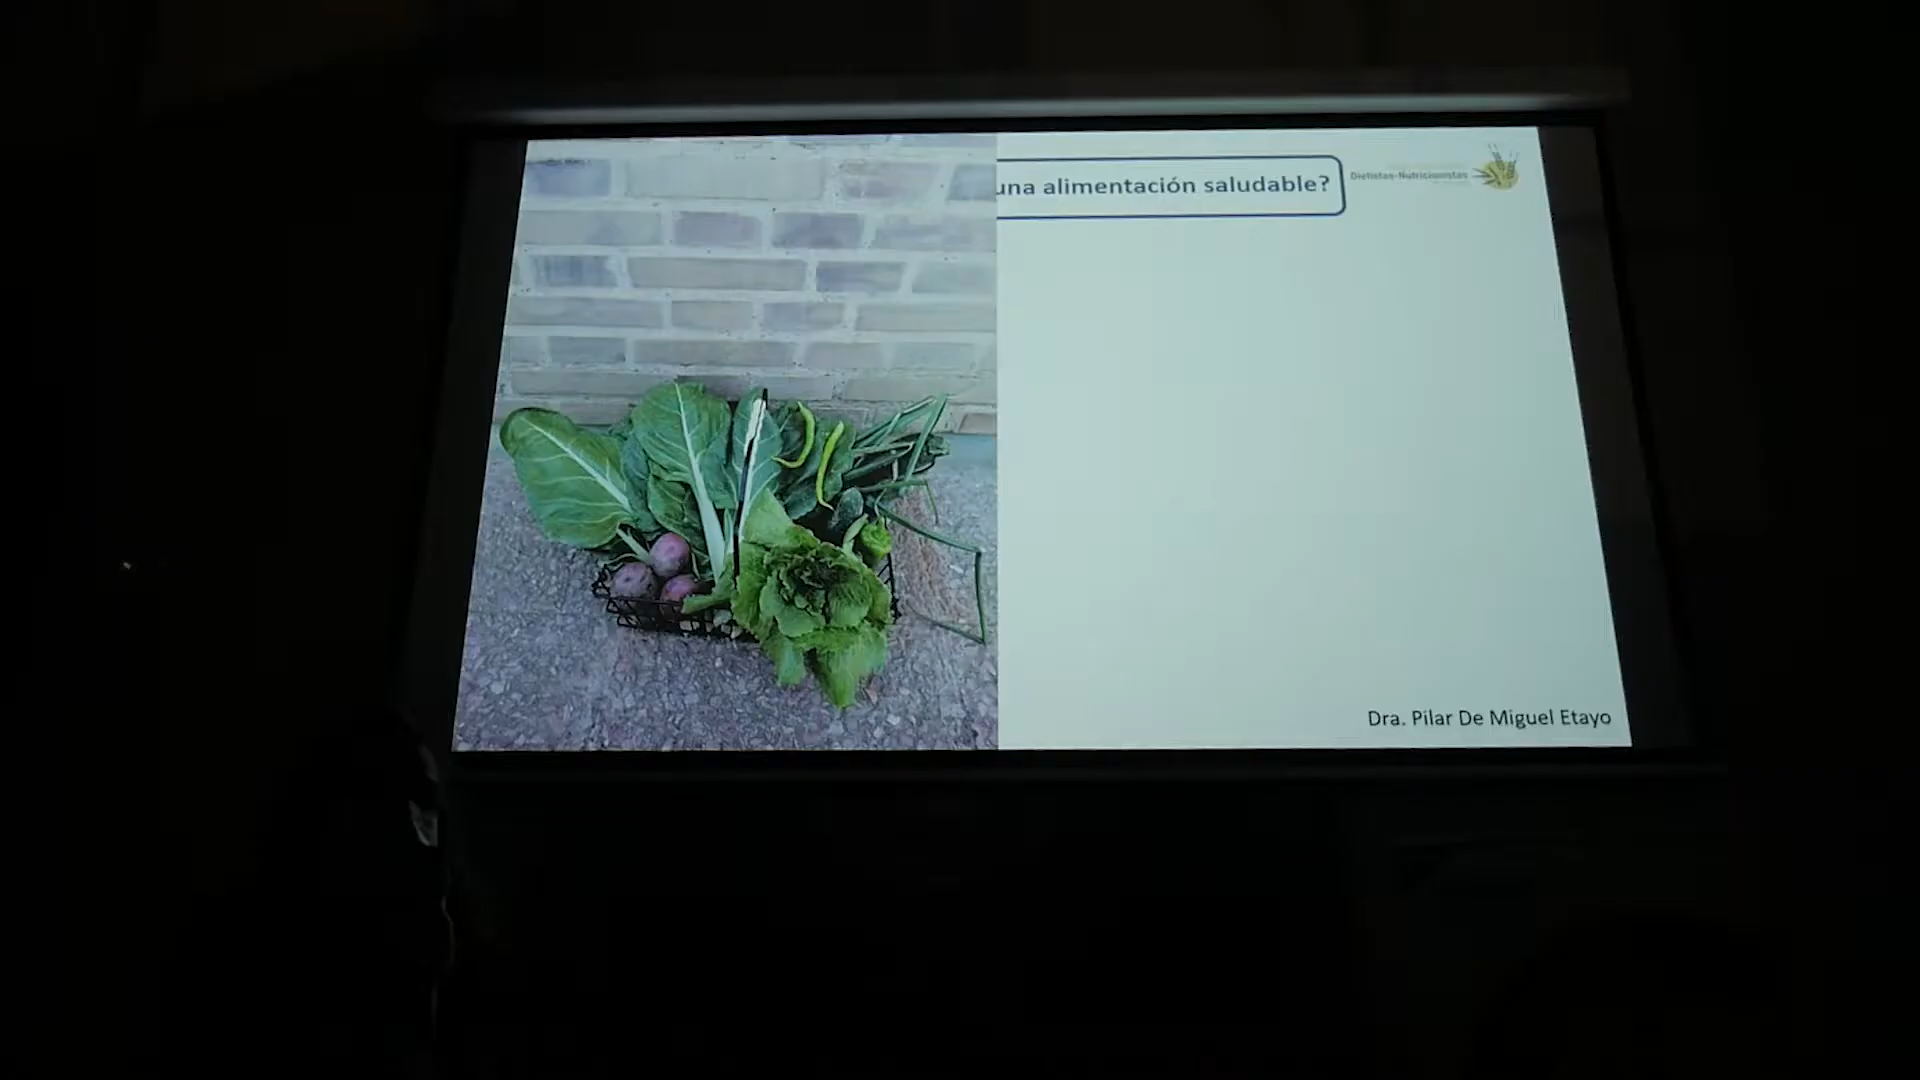 una alimentación saludable?
Dietistas-Nutricionistas
Dra. Pilar De Miguel Etayo